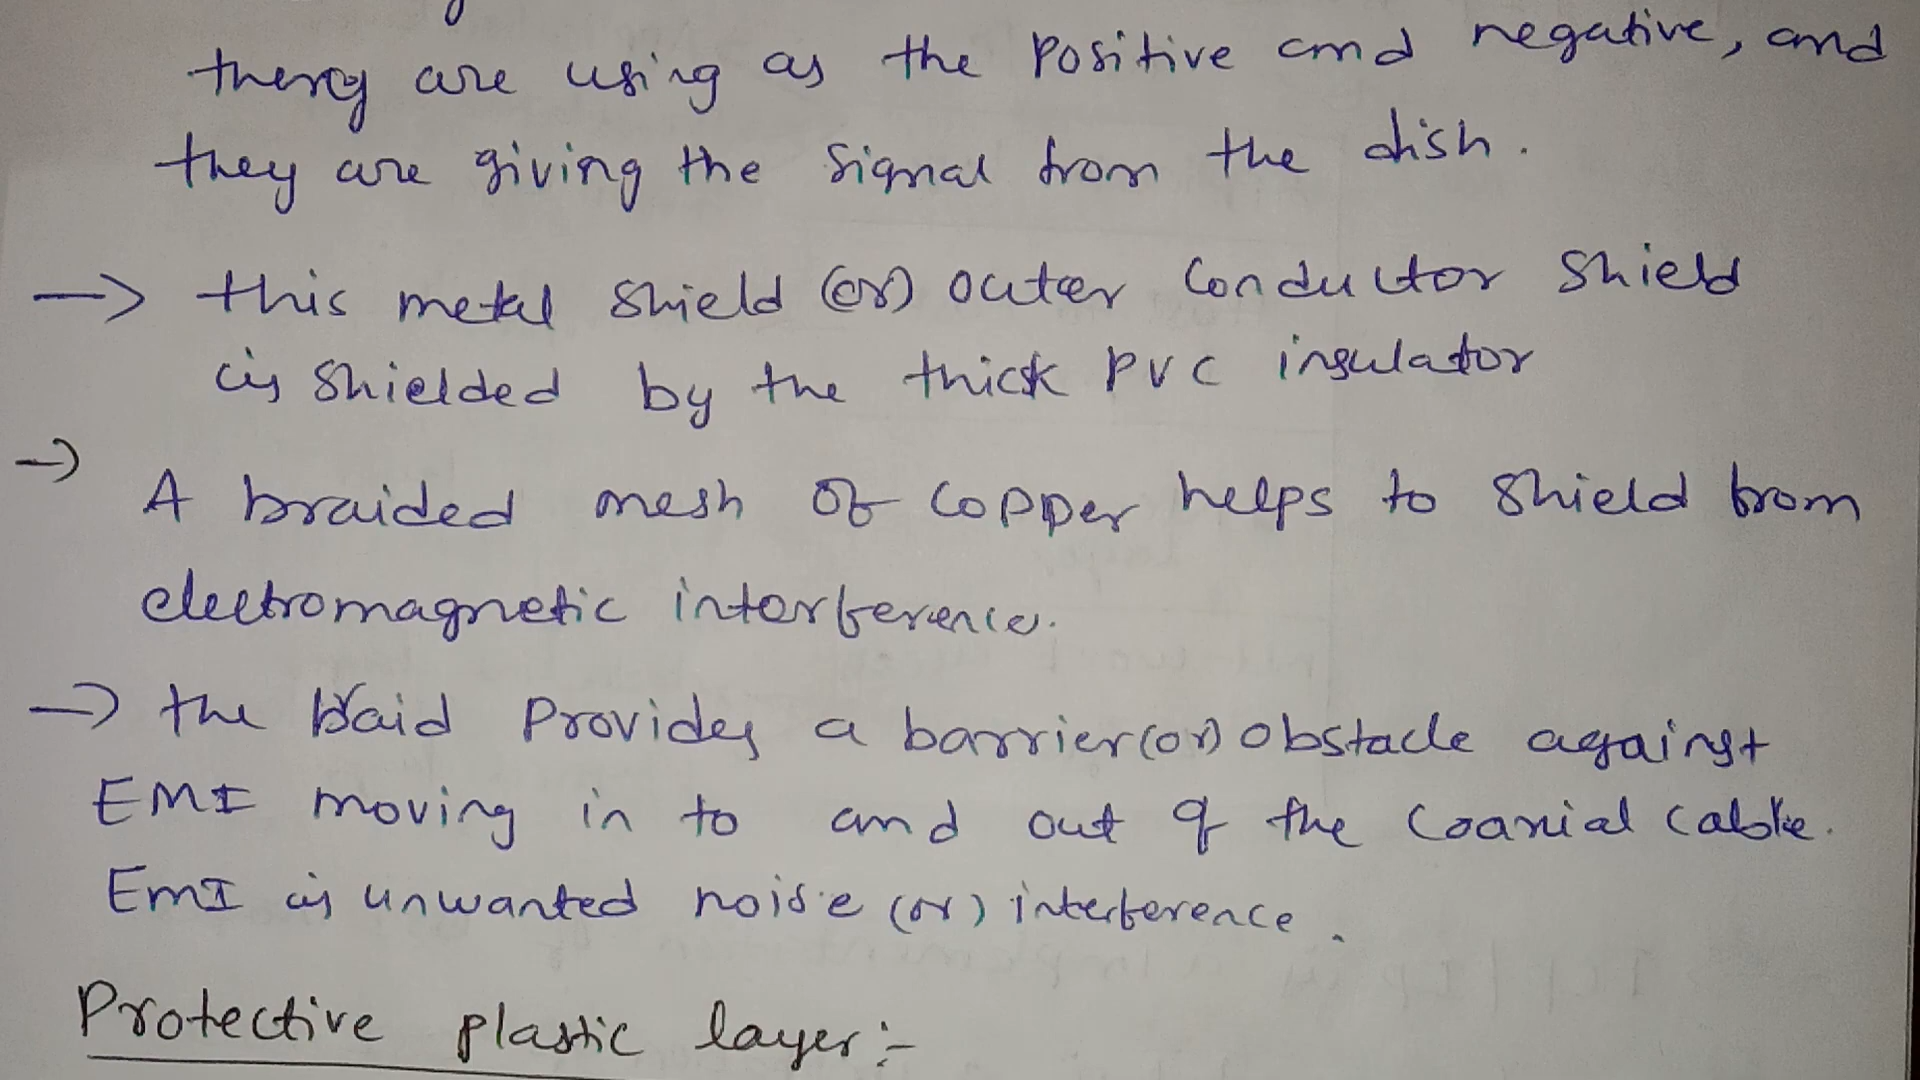 they are using as the positive and negative, and
they are giving the signal from the dish.
→ this metal shield (or) outer conductor shield
is shielded by the thick PVC insulator
→ A braided mesh of copper helps to shield from
electromagnetic interference.
→ the braid provides a barrier (or) obstacle against
EMI moving in to and out of the coaxial cable.
EMI is unwanted noise (or) interference.
Protective plastic layer:-